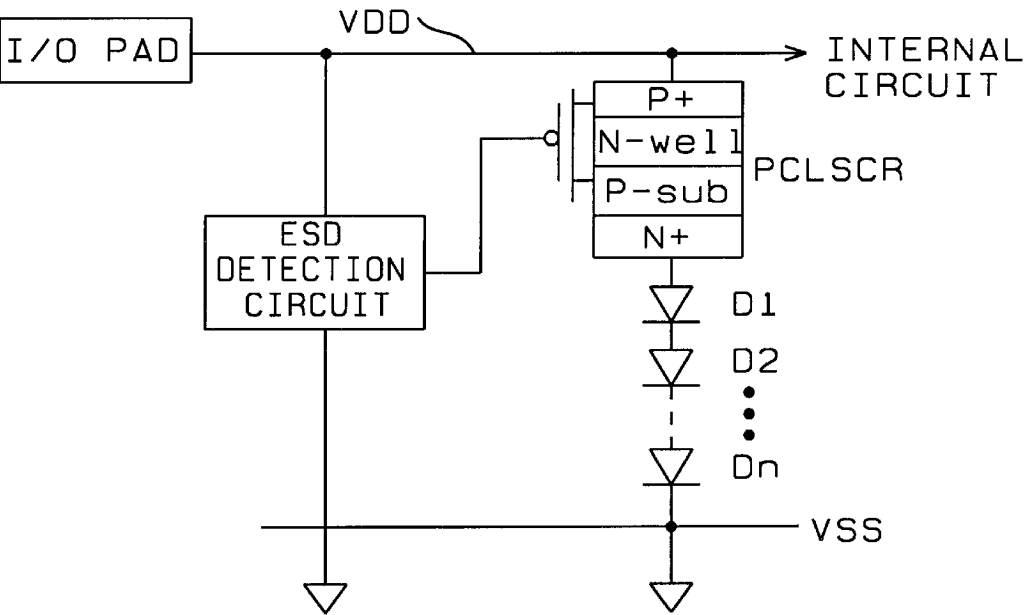 VDD
I/O PAD
INTERNAL
CIRCUIT
P+
N-well
PCLSCR
P-sub
N+
ESD
DETECTION
CIRCUIT
D1
D2
Dn
VSS